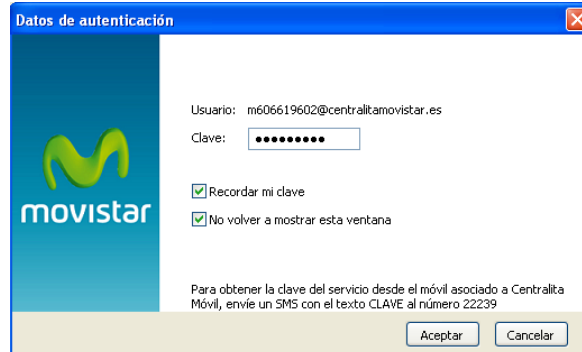 Datos de autenticación
Usuario: m606619602@centralitamovistar.es
Clave: •••••••••
movistar
Recordar mi clave
No volver a mostrar esta ventana
Para obtener la clave del servicio desde el móvil asociado a Centralita
Móvil, envíe un SMS con el texto CLAVE al número 22239
Aceptar Cancelar